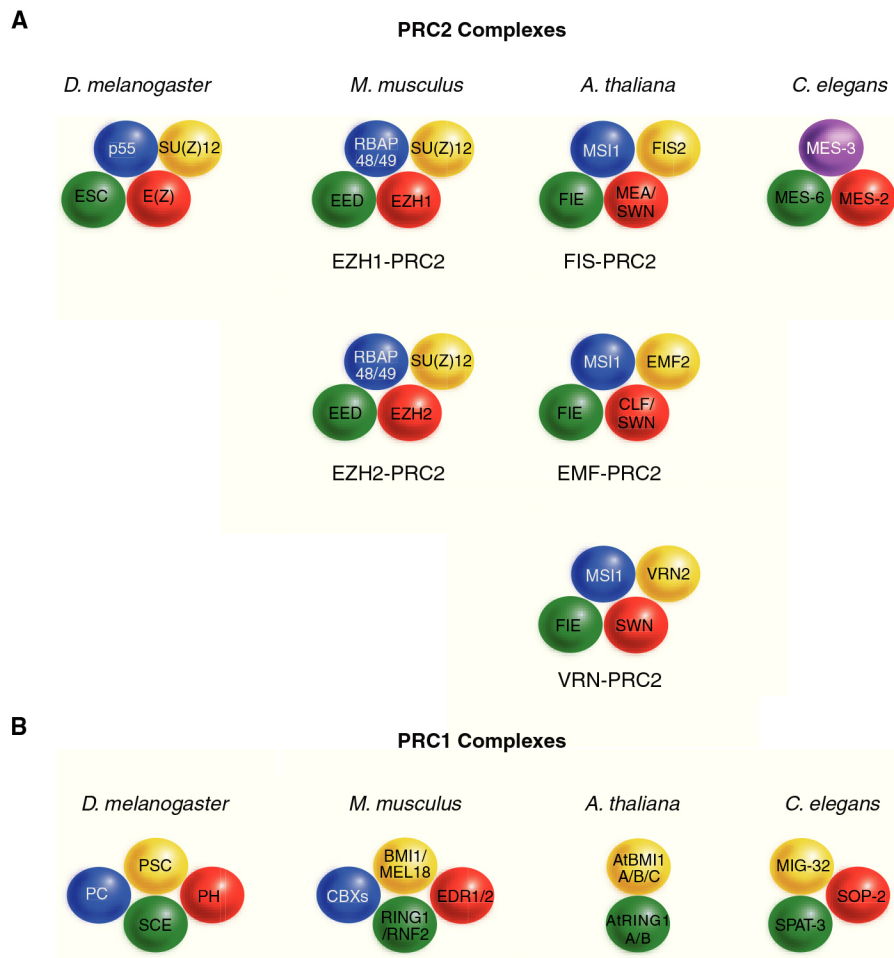 A
PRC2 Complexes
D. melanogaster
M. musculus
A. thaliana
C. elegans
p55
SU(Z)12
ESC
E(Z)
RBAP
48/49
SU(Z)12
EED
EZH1
EZH1-PRC2
MSI1
FIS2
FIE
MEA/
SWN
FIS-PRC2
MES-3
MES-6
MES-2
RBAP
48/49
SU(Z)12
EED
EZH2
EZH2-PRC2
MSI1
EMF2
FIE
CLF/
SWN
EMF-PRC2
MSI1
VRN2
FIE
SWN
VRN-PRC2
B
PRC1 Complexes
D. melanogaster
M. musculus
A. thaliana
C. elegans
PSC
PC
PH
SCE
BMI1/
MEL18
CBXs
EDR1/2
RING1
/RNF2
AtBMI1
A/B/C
AtRING1
A/B
MIG-32
SOP-2
SPAT-3